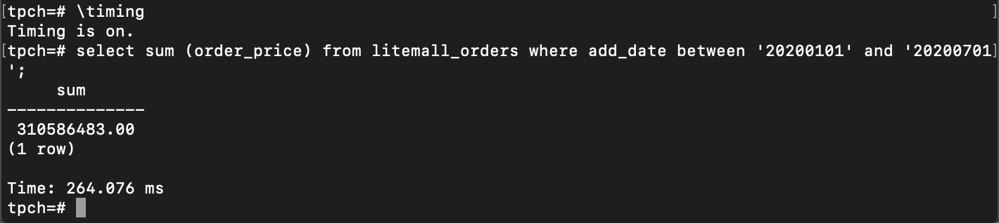 [tpch=# \timing ]
Timing is on.
[tpch=# select sum (order_price) from litemall_orders where add_date between '20200101' and '20200701]
';
sum
--------------
310586483.00
(1 row)
Time: 264.076 ms
tpch=#